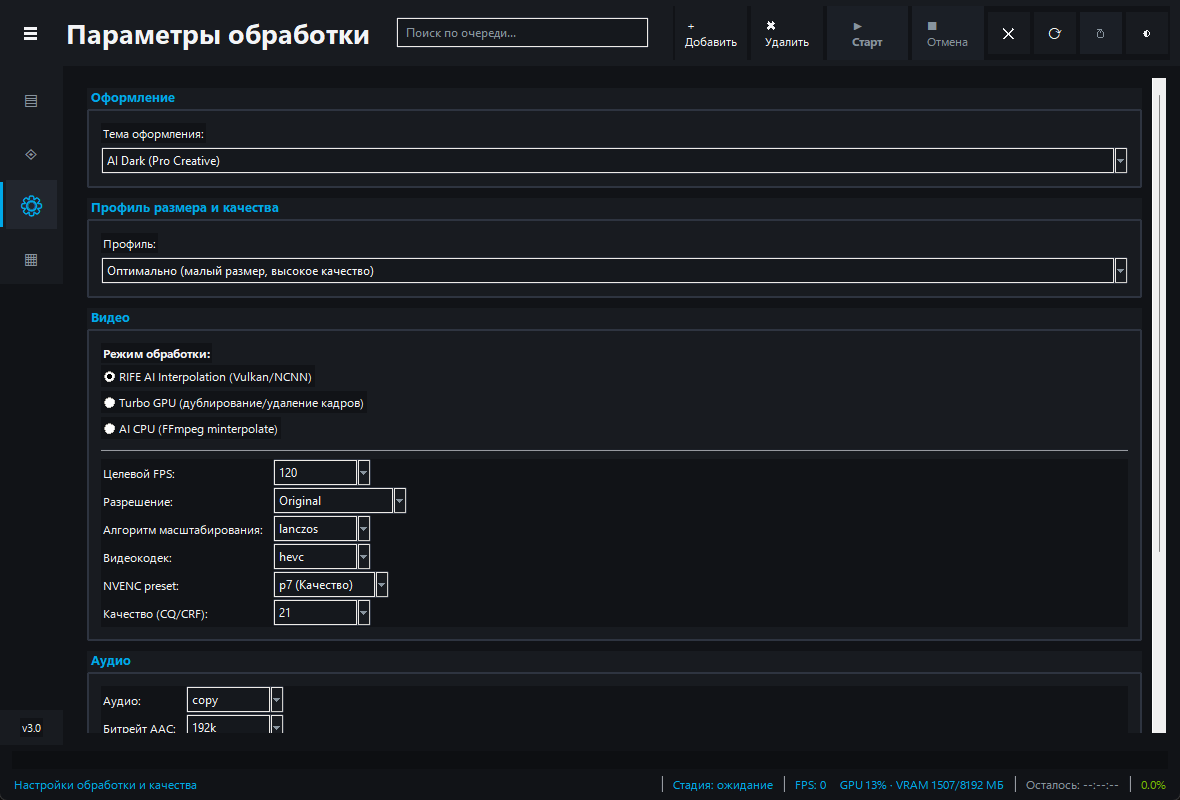 Параметры обработки
Поиск по очереди...
Добавить
Удалить
Старт
Отмена
Оформление
Тема оформления:
AI Dark (Pro Creative)
Профиль размера и качества
Профиль:
Оптимально (малый размер, высокое качество)
Видео
Режим обработки:
RIFE AI Interpolation (Vulkan/NCNN)
Turbo GPU (дублирование/удаление кадров)
AI CPU (FFmpeg minterpolate)
Целевой FPS: 120
Разрешение: Original
Алгоритм масштабирования: lanczos
Видеокодек: hevc
NVENC preset: p7 (Качество)
Качество (CQ/CRF): 21
Аудио
Аудио: copy
Битрейт AAC: 192k
v3.0
Настройки обработки и качества
Стадия: ожидание
FPS: 0
GPU 13% · VRAM 1507/8192 МБ
Осталось: --:--:--
0.0%